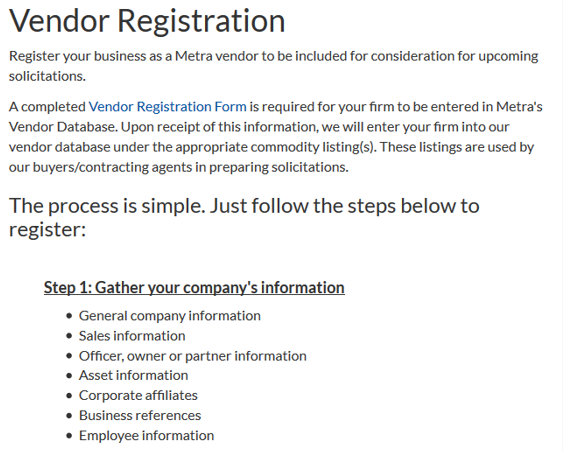 Vendor Registration
Register your business as a Metra vendor to be included for consideration for upcoming
solicitations.
A completed Vendor Registration Form is required for your firm to be entered in Metra's
Vendor Database. Upon receipt of this information, we will enter your firm into our
vendor database under the appropriate commodity listing(s). These listings are used by
our buyers/contracting agents in preparing solicitations.
The process is simple. Just follow the steps below to
register:
Step 1: Gather your company's information
• General company information
• Sales information
• Officer, owner or partner information
• Asset information
• Corporate affiliates
• Business references
• Employee information